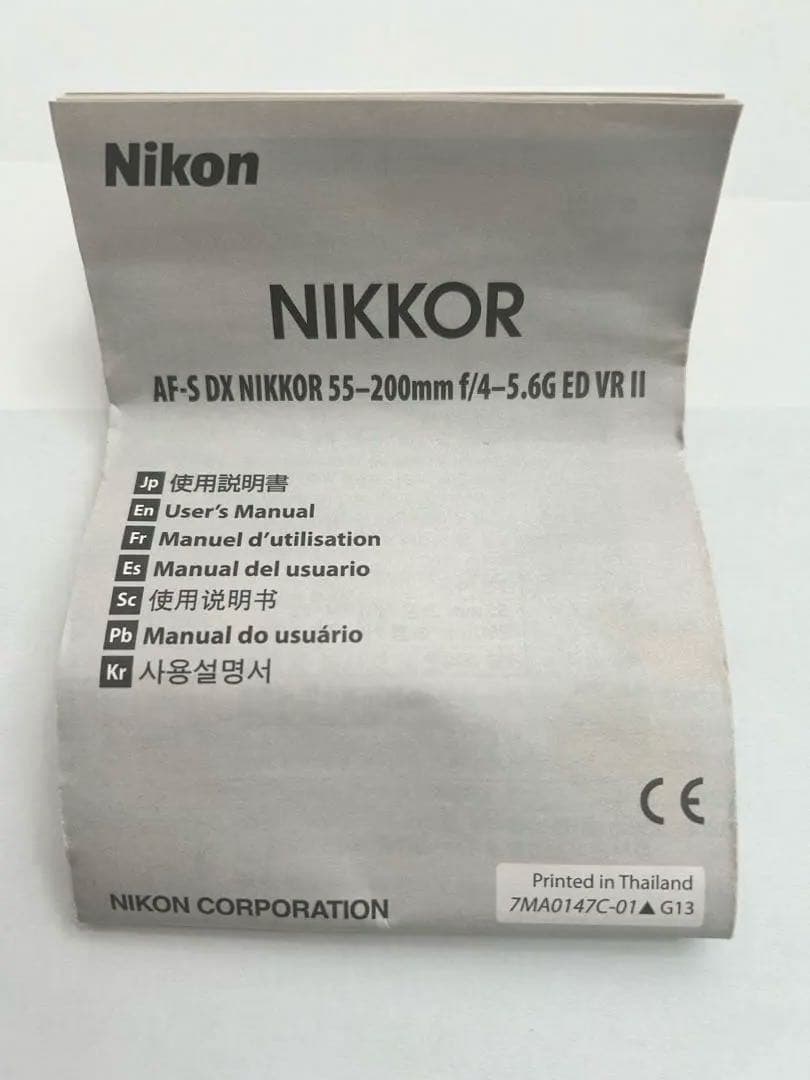 Nikon
NIKKOR
AF-S DX NIKKOR 55–200mm f/4–5.6G ED VR II
Jp 使用説明書
En User's Manual
Fr Manuel d'utilisation
Es Manual del usuario
Sc 使用说明书
Pb Manual do usuário
Kr 사용설명서
CE
Printed in Thailand
7MA0147C-01▲ G13
NIKON CORPORATION